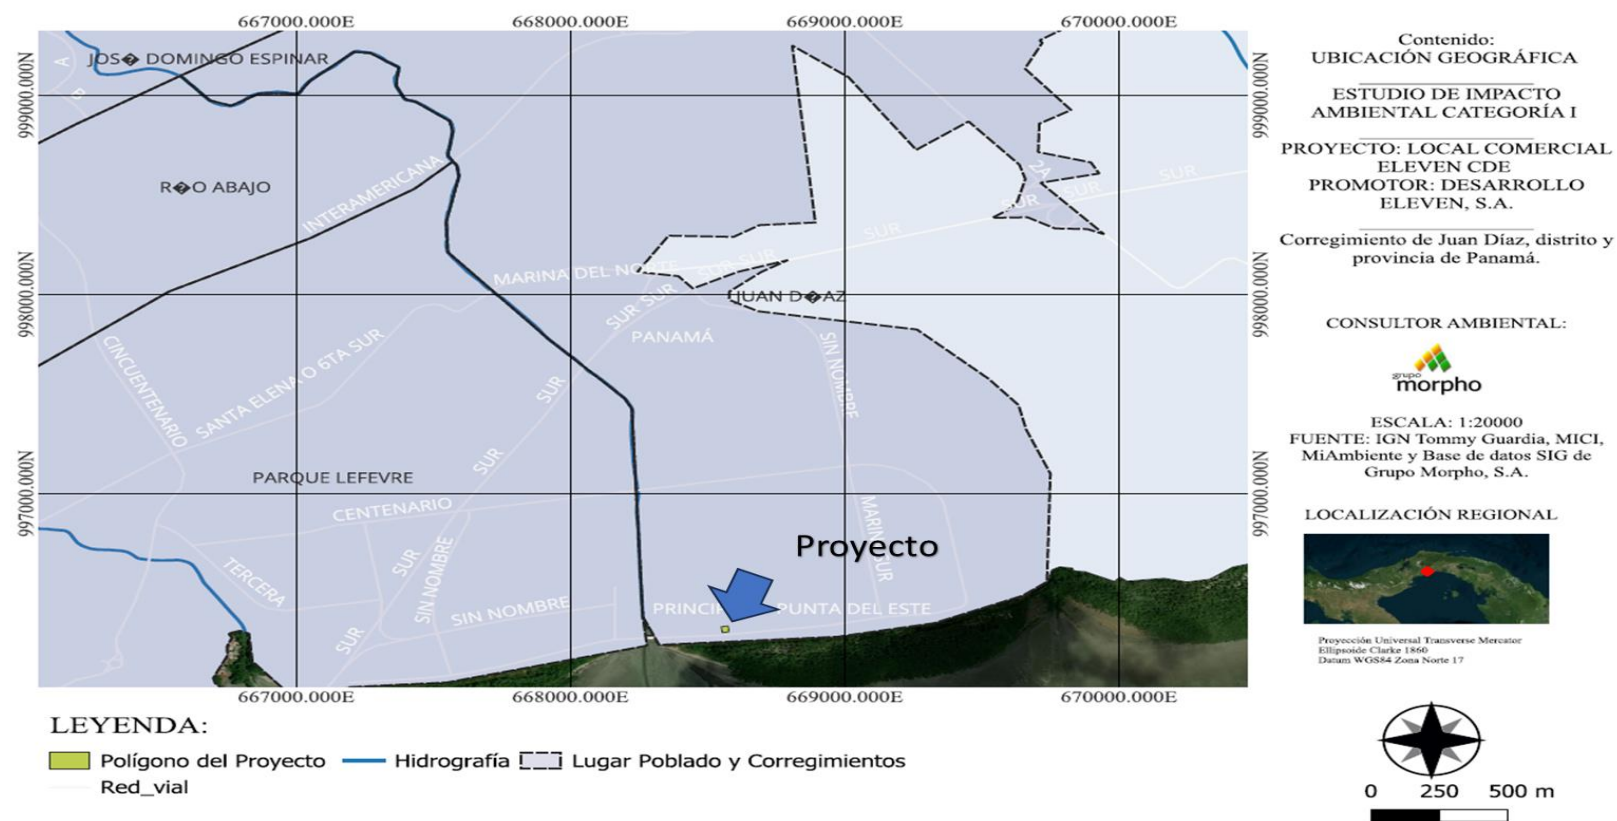 667000.000E 668000.000E 669000.000E 670000.000E
999000.000N
998000.000N
997000.000N
999000.000N
998000.000N
997000.000N
A
B
JOS� DOMINGO ESPINAR
R�O ABAJO
INTERAMERICANA
2A
SUR
SUR
SUR
SUR
MARINA DEL NORTE
SUR SUR
JUAN D�AZ
SUR SUR
PANAMÁ
CINCUENTENARIO
SANTA ELENA O 6TA SUR
SUR
SIN NOMBRE
SUR
PARQUE LEFEVRE
CENTENARIO
MARINA SUR
Proyecto
TERCERA
SUR
SIN NOMBRE
SIN NOMBRE
PUNTA DEL ESTE
SUR
667000.000E 668000.000E 669000.000E 670000.000E
LEYENDA:
Polígono del Proyecto Hidrografía Lugar Poblado y Corregimientos
Red_vial
Contenido:
UBICACIÓN GEOGRÁFICA
ESTUDIO DE IMPACTO
AMBIENTAL CATEGORÍA I
PROYECTO: LOCAL COMERCIAL
ELEVEN CDE
PROMOTOR: DESARROLLO
ELEVEN, S.A.
Corregimiento de Juan Díaz, distrito y
provincia de Panamá.
CONSULTOR AMBIENTAL:
grupo
morpho
ESCALA: 1:20000
FUENTE: IGN Tommy Guardia, MICI,
MiAmbiente y Base de datos SIG de
Grupo Morpho, S.A.
LOCALIZACIÓN REGIONAL
Proyección Universal Transverse Mercator
Ellipsoide Clarke 1860
Datum WGS84 Zona Norte 17
0 250 500 m